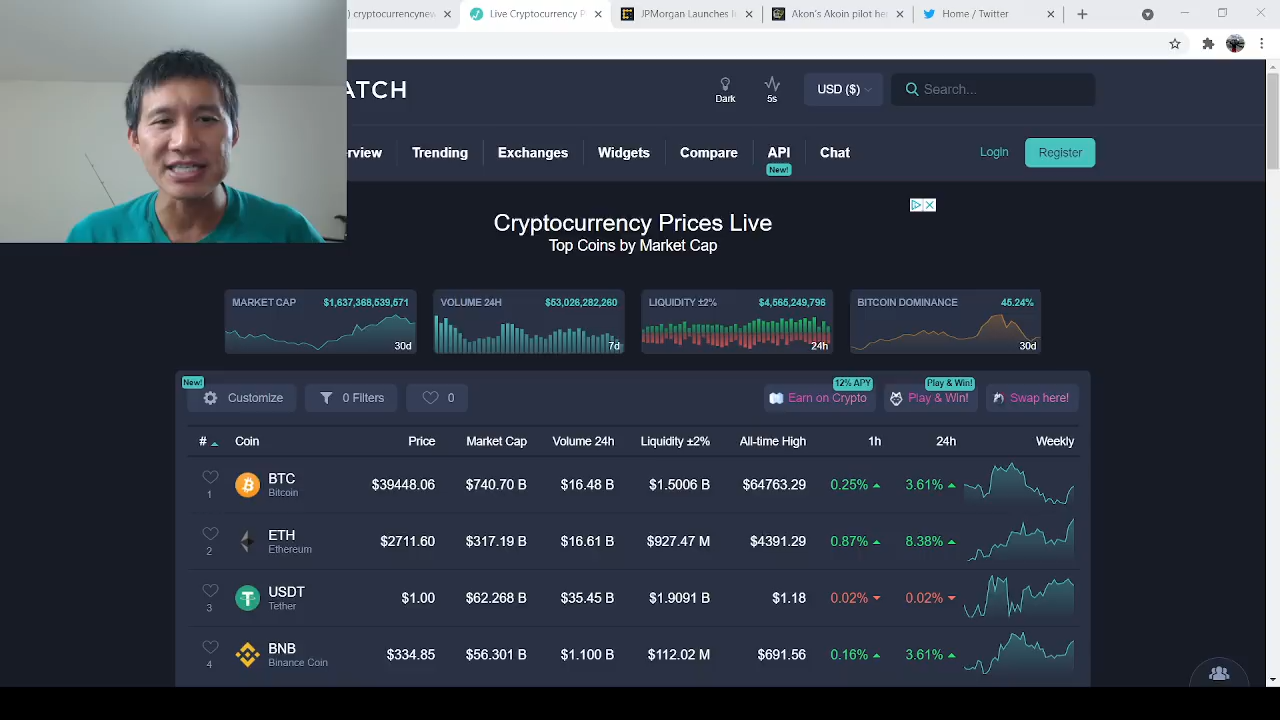 ) cryptocurrencynew
Live Cryptocurrency P
JPMorgan Launches I
Akon's Akoin pilot he
Home / Twitter
ATCH
Dark
5s
USD ($)
Search...
rview
Trending
Exchanges
Widgets
Compare
API
New!
Chat
Login
Register
Cryptocurrency Prices Live
Top Coins by Market Cap
MARKET CAP $1,637,368,539,571
30d
VOLUME 24H $53,026,282,260
7d
LIQUIDITY ±2% $4,565,249,796
24h
BITCOIN DOMINANCE 45.24%
30d
New!
Customize
0 Filters
0
12% APY
Earn on Crypto
Play & Win!
Play & Win!
Swap here!
# Coin Price Market Cap Volume 24h Liquidity ±2% All-time High 1h 24h Weekly
1 BTC Bitcoin $39448.06 $740.70 B $16.48 B $1.5006 B $64763.29 0.25% 3.61%
2 ETH Ethereum $2711.60 $317.19 B $16.61 B $927.47 M $4391.29 0.87% 8.38%
3 USDT Tether $1.00 $62.268 B $35.45 B $1.9091 B $1.18 0.02% 0.02%
4 BNB Binance Coin $334.85 $56.301 B $1.100 B $112.02 M $691.56 0.16% 3.61%